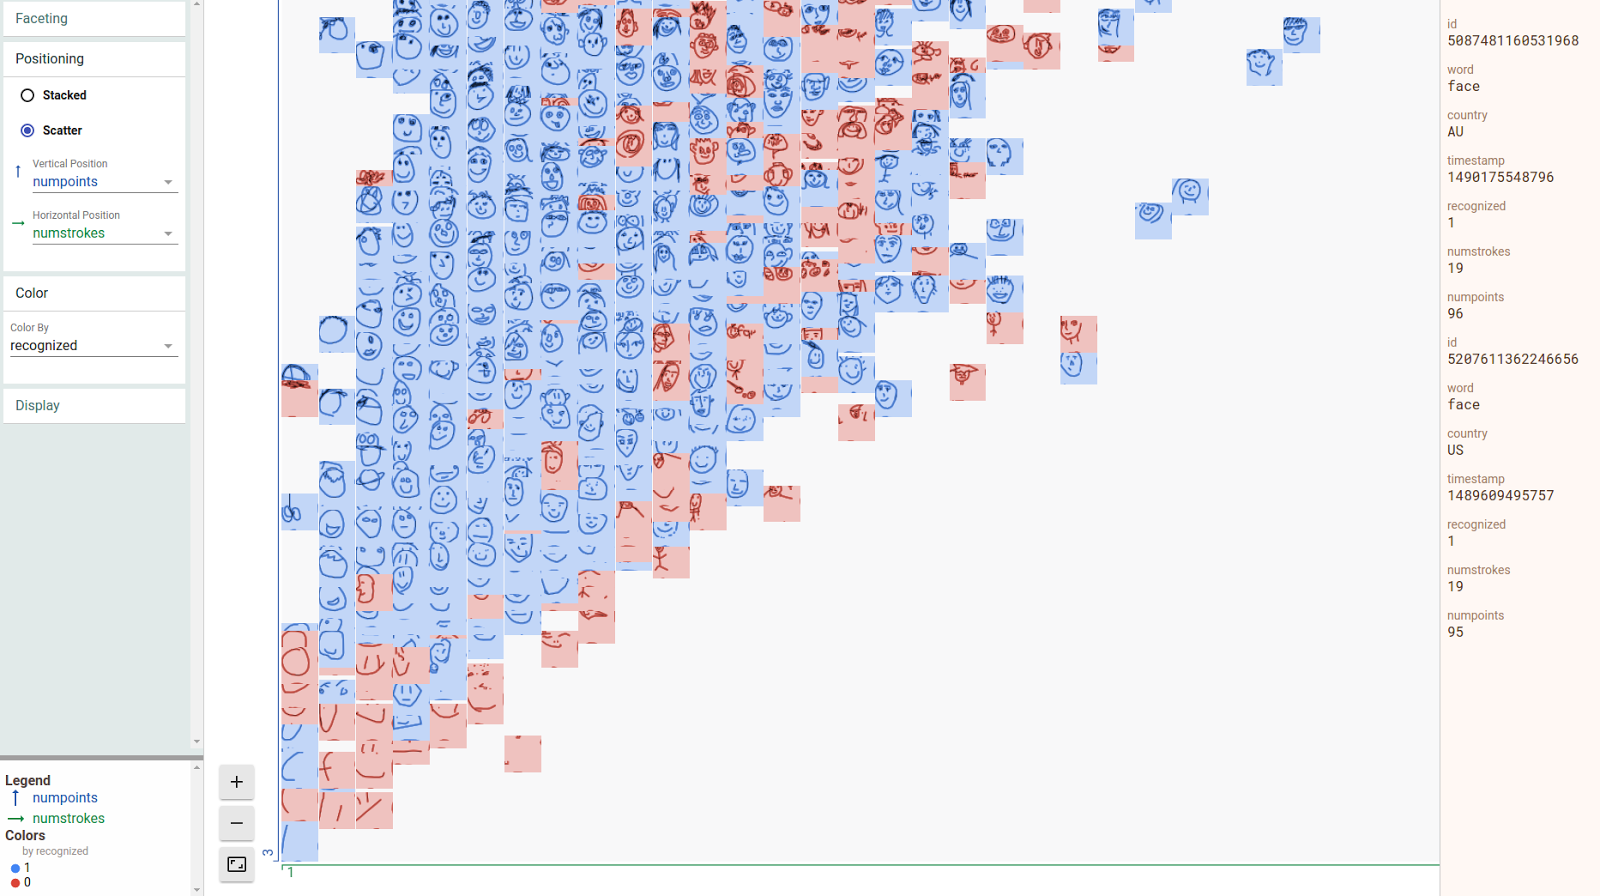 Faceting
Positioning
Stacked
Scatter
Vertical Position
numpoints
Horizontal Position
numstrokes
Color
Color By
recognized
Display
Legend
numpoints
numstrokes
Colors
by recognized
1
0
+
−
3
1
id
5087481160531968
word
face
country
AU
timestamp
1490175548796
recognized
1
numstrokes
19
numpoints
96
id
5207611362246656
word
face
country
US
timestamp
1489609495757
recognized
1
numstrokes
19
numpoints
95